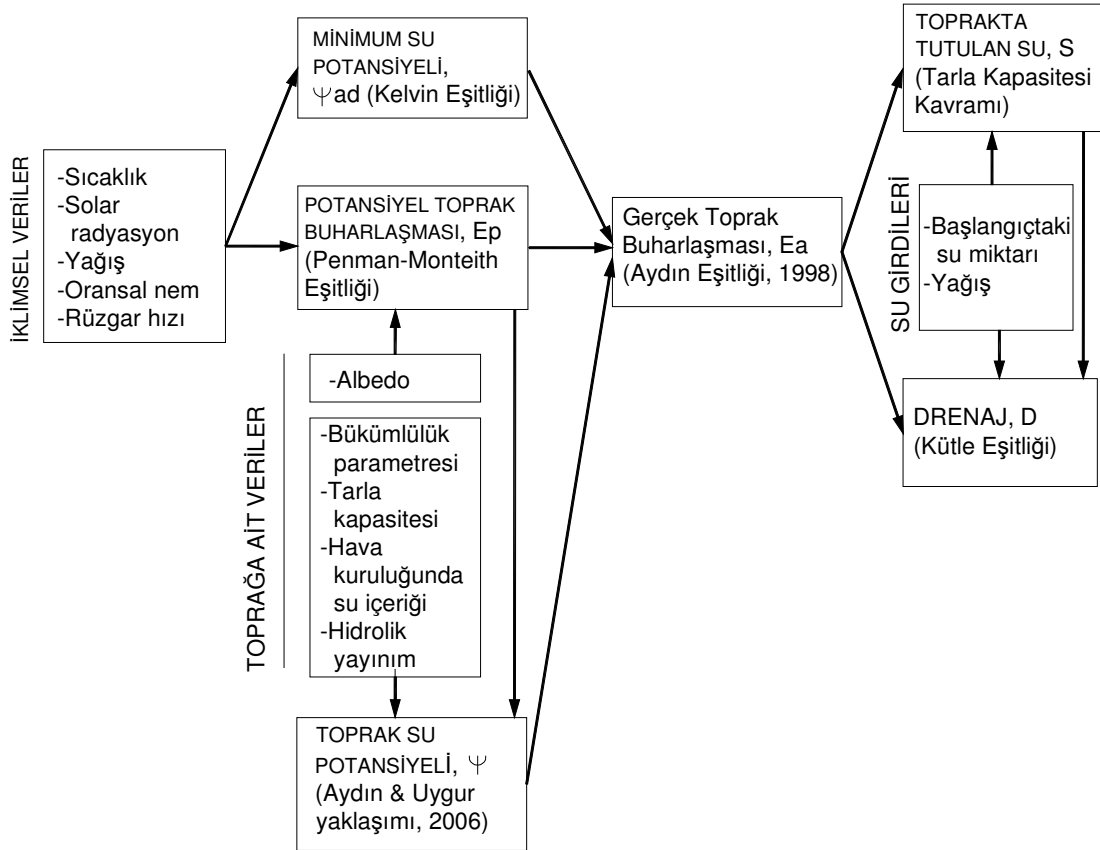 İKLİMSEL VERİLER
-Sıcaklık
-Solar
radyasyon
-Yağış
-Oransal nem
-Rüzgar hızı
MİNİMUM SU
POTANSİYELİ,
Ψad (Kelvin Eşitliği)
POTANSİYEL TOPRAK
BUHARLAŞMASI, Ep
(Penman-Monteith
Eşitliği)
TOPRAĞA AİT VERİLER
-Albedo
-Bükümlülük
parametresi
-Tarla
kapasitesi
-Hava
kuruluğunda
su içeriği
-Hidrolik
yayınım
TOPRAK SU
POTANSİYELİ, Ψ
(Aydın & Uygur
yaklaşımı, 2006)
Gerçek Toprak
Buharlaşması, Ea
(Aydın Eşitliği, 1998)
TOPRAKTA
TUTULAN SU, S
(Tarla Kapasitesi
Kavramı)
SU GİRDİLERİ
-Başlangıçtaki
su miktarı
-Yağış
DRENAJ, D
(Kütle Eşitliği)